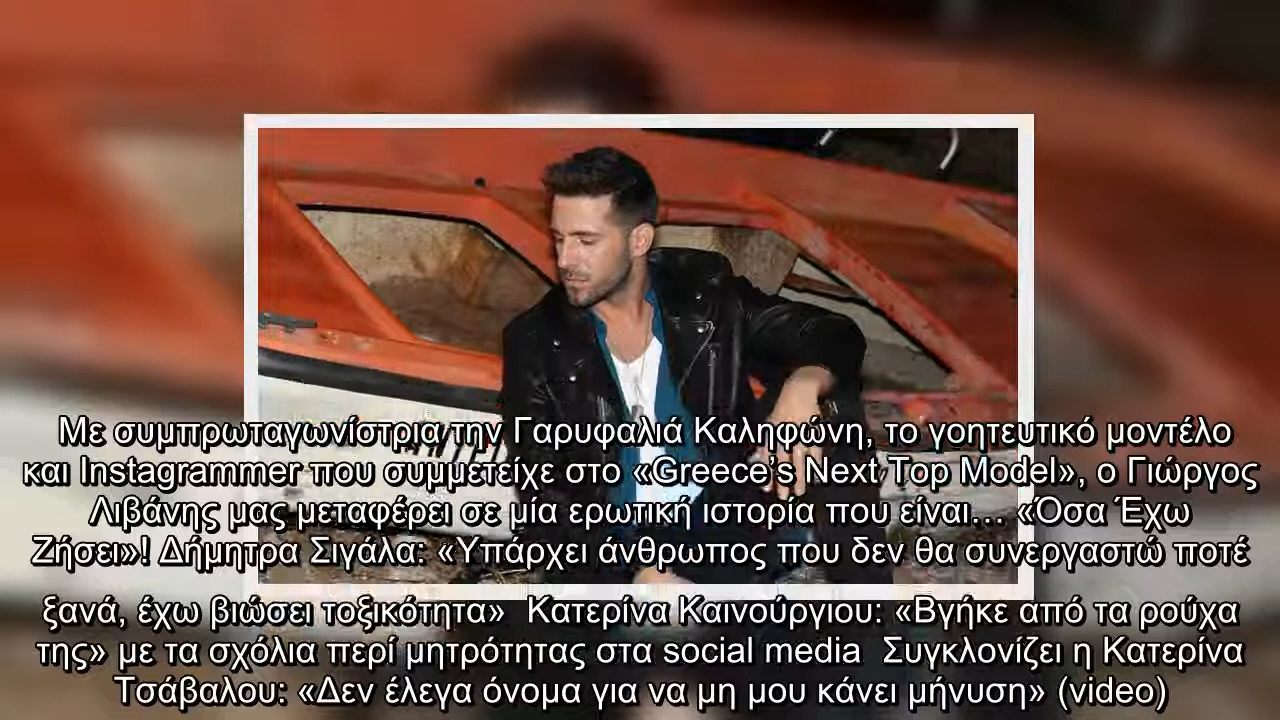 Με συμπρωταγωνίστρια την Γαρυφαλιά Καληφώνη, το γοητευτικό μοντέλο
και Instagrammer που συμμετείχε στο «Greece's Next Top Model», ο Γιώργος
Λιβάνης μας μεταφέρει σε μία ερωτική ιστορία που είναι… «Όσα Έχω
Ζήσει»! Δήμητρα Σιγάλα: «Υπάρχει άνθρωπος που δεν θα συνεργαστώ ποτέ
ξανά, έχω βιώσει τοξικότητα» Κατερίνα Καινούργιου: «Βγήκε από τα ρούχα
της» με τα σχόλια περί μητρότητας στα social media Συγκλονίζει η Κατερίνα
Τσάβαλου: «Δεν έλεγα όνομα για να μη μου κάνει μήνυση» (video)